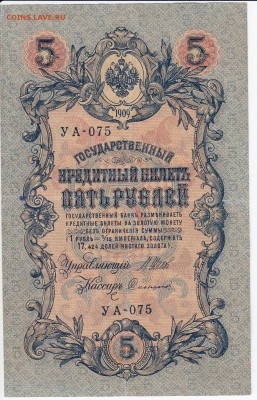 COINS.LAVE.RU
5 5
1909
УА-075
ГОСУДАРСТВЕННЫЙ
КРЕДИТНЫЙ БИЛЕТЪ
ПЯТЬ РУБЛЕЙ
ГОСУДАРСТВЕННЫЙ БАНКЪ РАЗМѢНИВАЕТЪ
КРЕДИТНЫЕ БИЛЕТЫ НА ЗОЛОТУЮ МОНЕТУ
БЕЗЪ ОГРАНИЧЕНІЯ СУММЫ
(1 РУБЛЬ = 1/15 ИМПЕРІАЛА, СОДЕРЖИТЪ
17,424 ДОЛЕЙ ЧИСТАГО ЗОЛОТА)
Управляющій
Кассиръ
УА-075
5